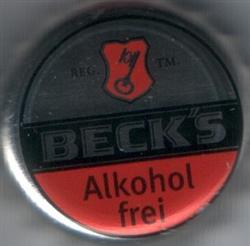 REG. TM.
BECK'S
Alkohol
frei